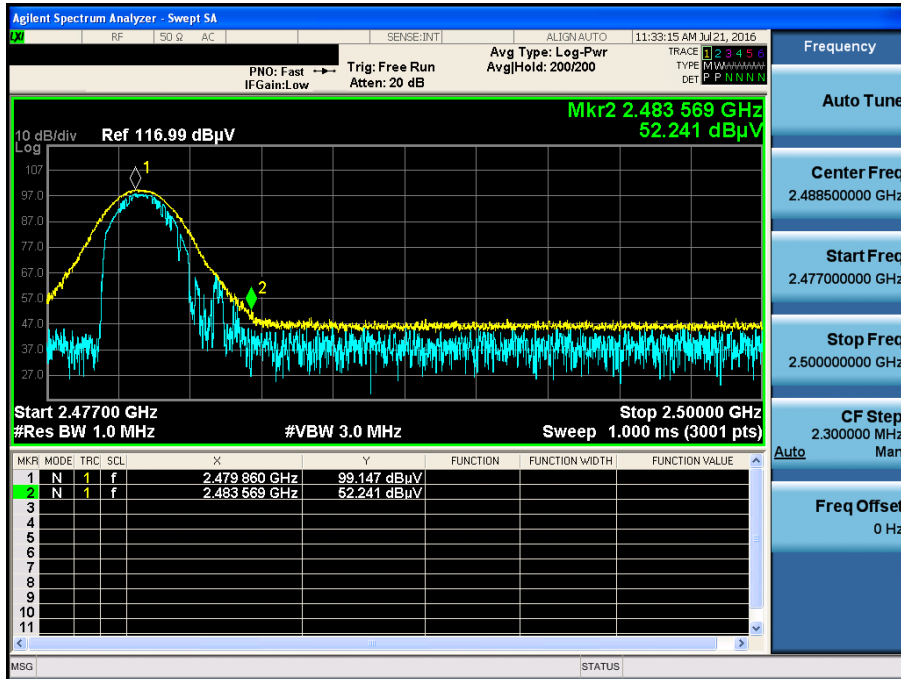 Agilent Spectrum Analyzer - Swept SA
LXI RF 50 Ω AC SENSE:INT ALIGN AUTO 11:33:15 AM Jul 21, 2016
PNO: Fast Trig: Free Run Avg Type: Log-Pwr TRACE 1 2 3 4 5 6
IFGain:Low Atten: 20 dB Avg|Hold: 200/200 TYPE M W
DET P P N N N N
Frequency
Mkr2 2.483 569 GHz
52.241 dBµV
10 dB/div Ref 116.99 dBµV
Log
107
97.0
87.0
77.0
67.0
57.0
47.0
37.0
27.0
1
2
Start 2.47700 GHz Stop 2.50000 GHz
#Res BW 1.0 MHz #VBW 3.0 MHz Sweep 1.000 ms (3001 pts)
MKR MODE TRC SCL X Y FUNCTION FUNCTION WIDTH FUNCTION VALUE
1 N 1 f 2.479 860 GHz 99.147 dBµV
2 N 1 f 2.483 569 GHz 52.241 dBµV
3
4
5
6
7
8
9
10
11
MSG STATUS
Auto Tune
Center Freq
2.488500000 GHz
Start Freq
2.477000000 GHz
Stop Freq
2.500000000 GHz
CF Step
2.300000 MHz
Auto Man
Freq Offset
0 Hz